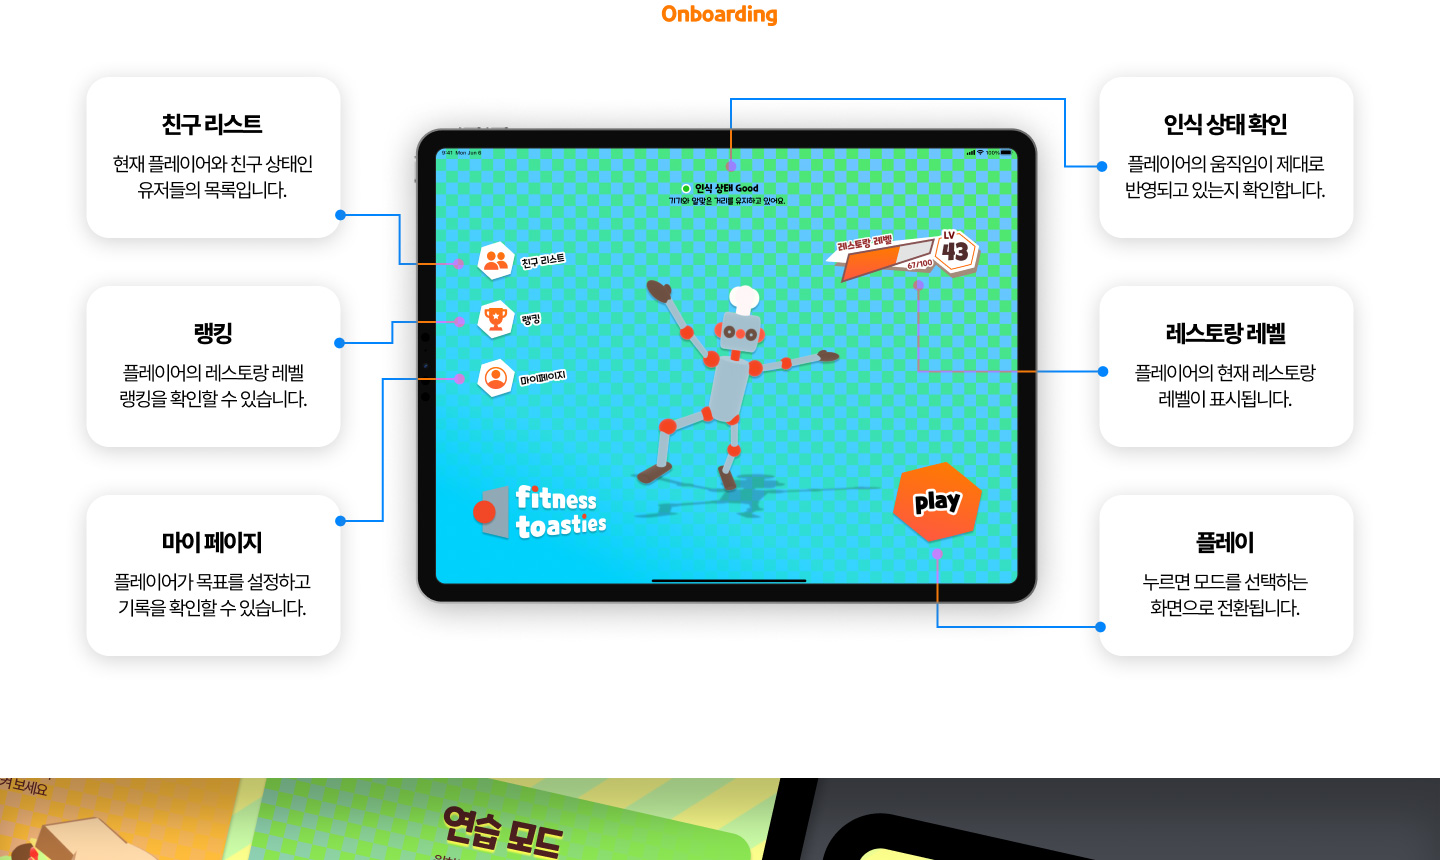 Onboarding
친구 리스트
현재 플레이어와 친구 상태인
유저들의 목록입니다.
랭킹
플레이어의 레스토랑 레벨
랭킹을 확인할 수 있습니다.
마이 페이지
플레이어가 목표를 설정하고
기록을 확인할 수 있습니다.
9:41 Mon Jun 6
100%
인식 상태 Good
기기와 알맞은 거리를 유지하고 있어요.
친구 리스트
랭킹
마이페이지
레스토랑 레벨
67/100
LV
43
fitness
toasties
play
인식 상태 확인
플레이어의 움직임이 제대로
반영되고 있는지 확인합니다.
레스토랑 레벨
플레이어의 현재 레스토랑
레벨이 표시됩니다.
플레이
누르면 모드를 선택하는
화면으로 전환됩니다.
겨 보세요
연습 모드